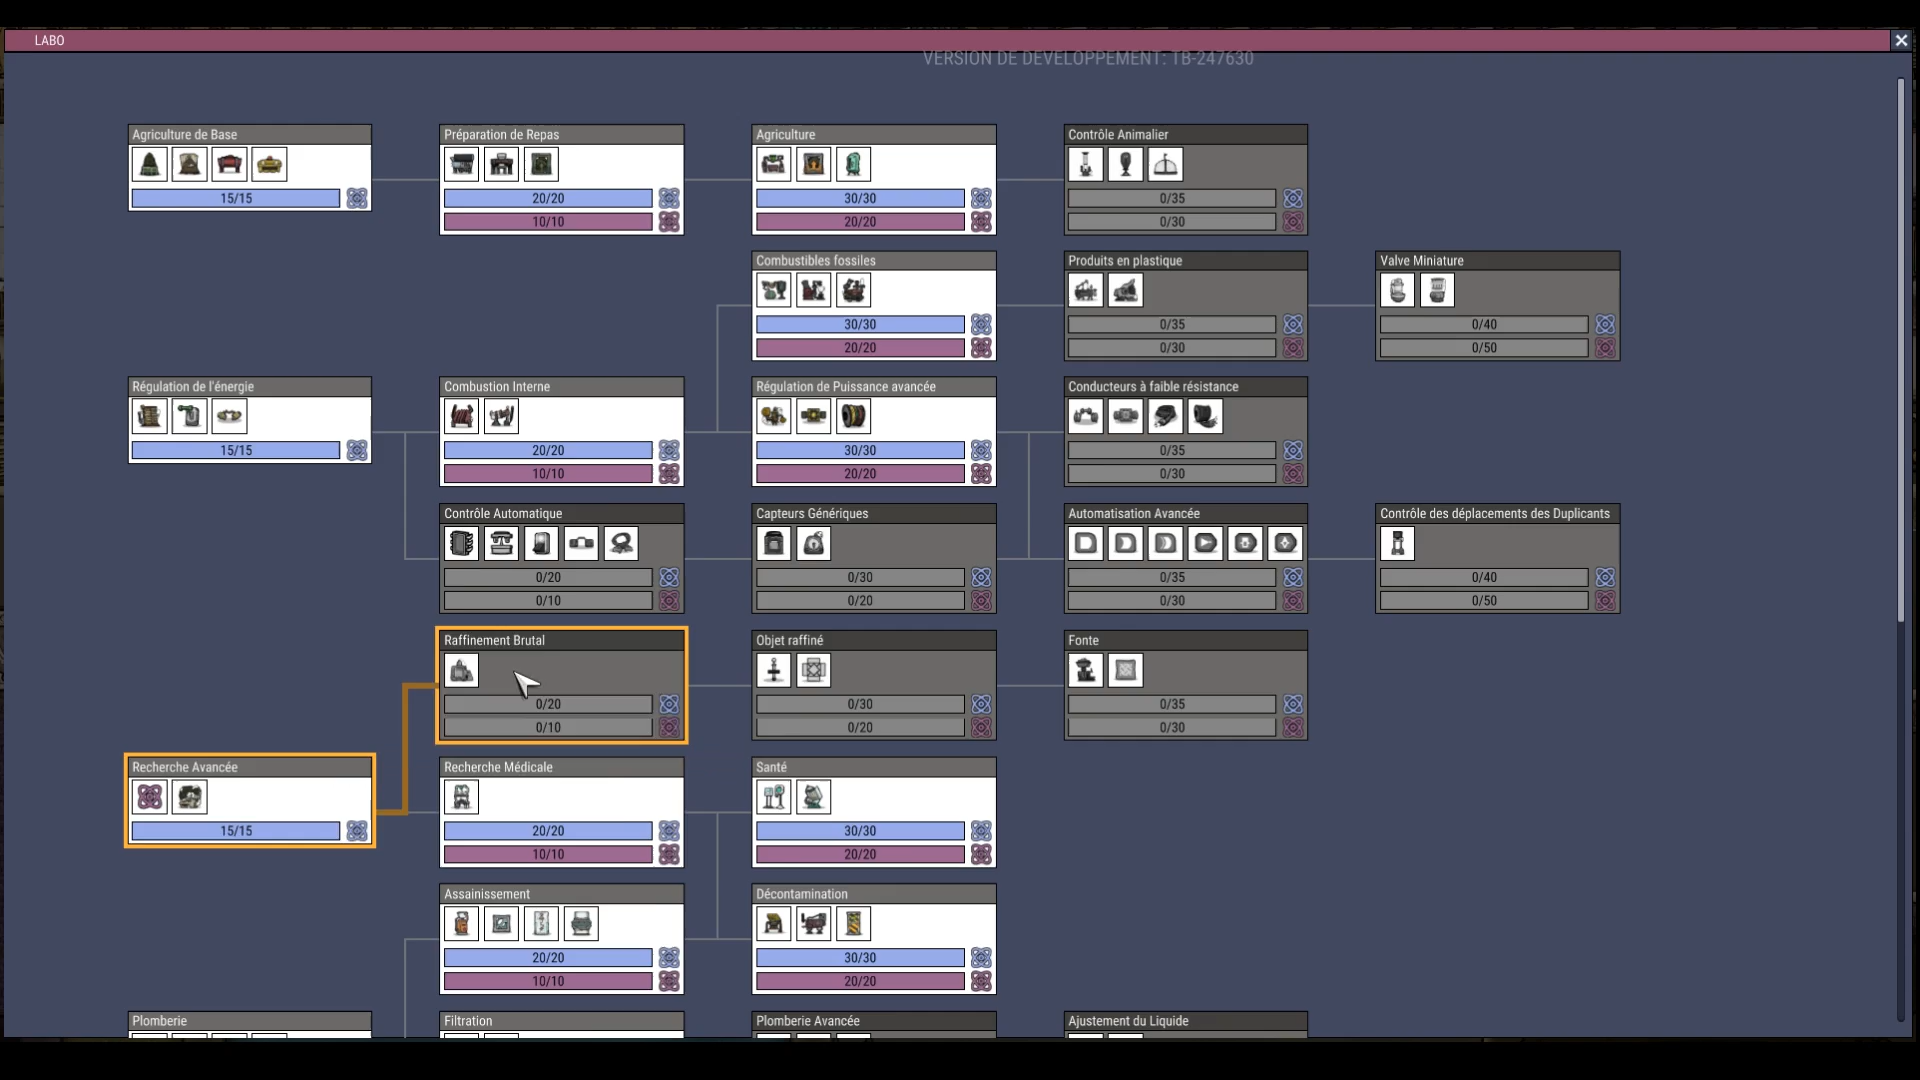 LABO
VERSION DE DEVELOPPEMENT: TB-247630
Agriculture de Base
15/15
Préparation de Repas
20/20
10/10
Agriculture
30/30
20/20
Contrôle Animalier
0/35
0/30
Combustibles fossiles
30/30
20/20
Produits en plastique
0/35
0/30
Valve Miniature
0/40
0/50
Régulation de l'énergie
15/15
Combustion Interne
20/20
10/10
Régulation de Puissance avancée
30/30
20/20
Conducteurs à faible résistance
0/35
0/30
Contrôle Automatique
0/20
0/10
Capteurs Génériques
0/30
0/20
Automatisation Avancée
0/35
0/30
Contrôle des déplacements des Duplicants
0/40
0/50
Raffinement Brutal
0/20
0/10
Objet raffiné
0/30
0/20
Fonte
0/35
0/30
Recherche Avancée
15/15
Recherche Médicale
20/20
10/10
Santé
30/30
20/20
Assainissement
20/20
10/10
Décontamination
30/30
20/20
Plomberie
Filtration
Plomberie Avancée
Ajustement du Liquide